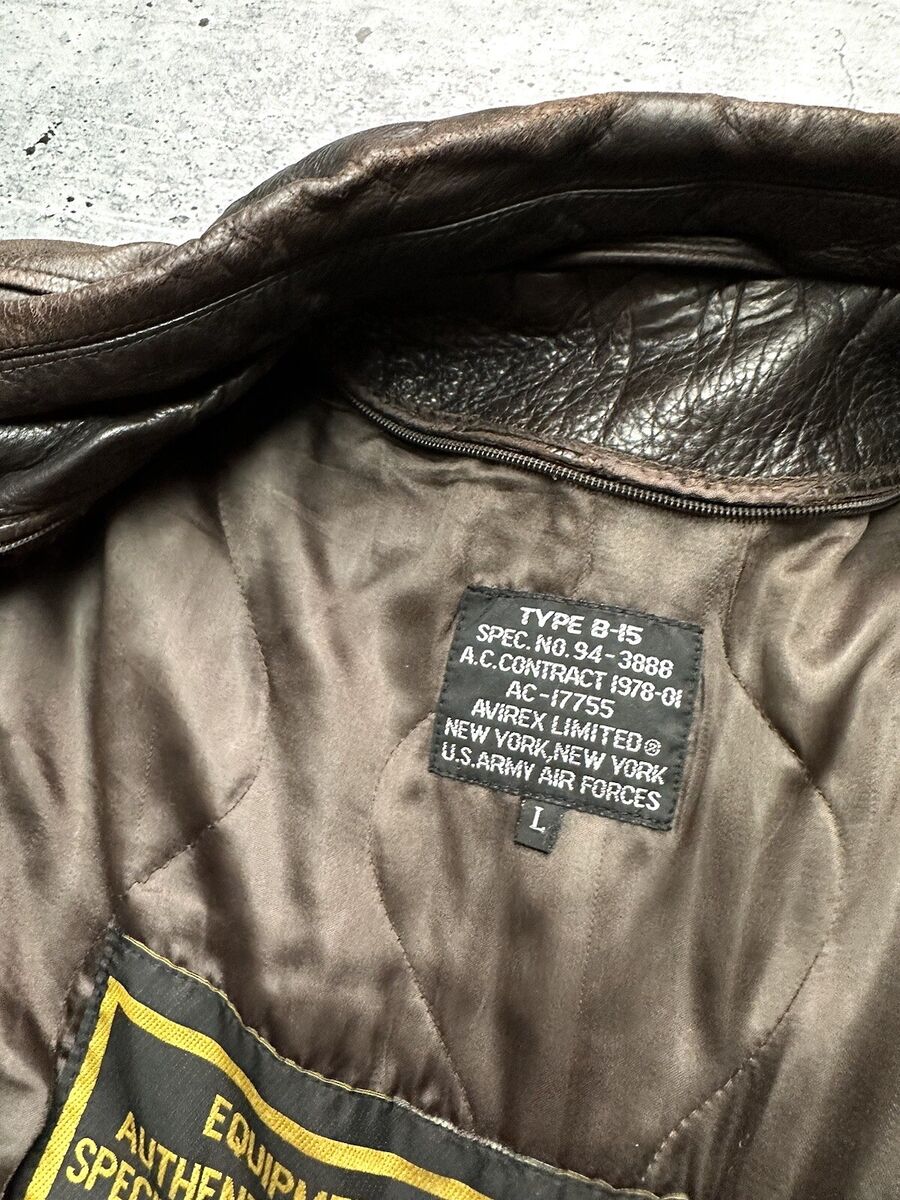 TYPE B-15
SPEC. NO. 94-3888
A.C. CONTRACT 1978-01
AC-17755
AVIREX LIMITED®
NEW YORK, NEW YORK
U.S. ARMY AIR FORCES
L